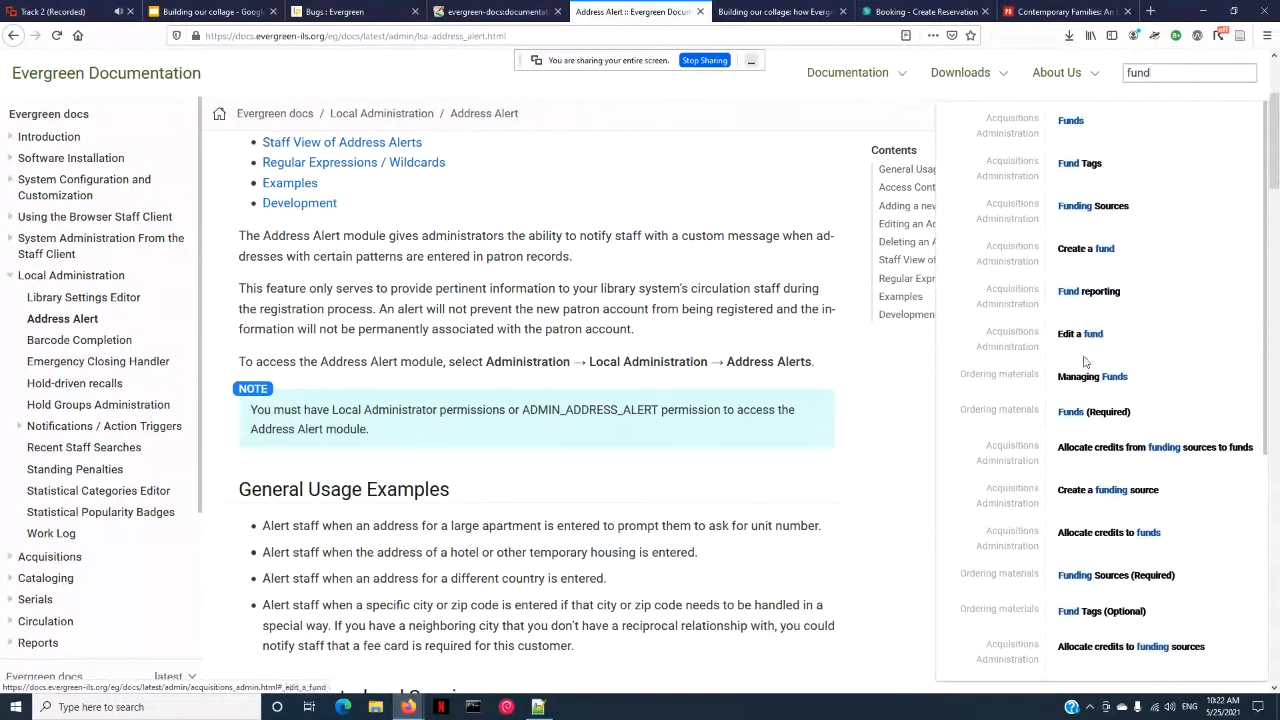 Track 2 (Recorded)
Building our collage - Google
Bugs : Evergreen
evergreen-docsdocumentation
Address Alert :: Evergreen Docu
Building our collage: how Evergr
Booking - Create Reservation
Contemporary Families: An
https://docs.evergreen-ils.org/eg/docs/latest/admin/lsa-address_alert.html
off
You are sharing your entire screen.
Stop Sharing
Evergreen Documentation
Documentation
Downloads
About Us
fund
Evergreen docs
Introduction
Software Installation
System Configuration and
Customization
Using the Browser Staff Client
System Administration From the
Staff Client
Local Administration
Library Settings Editor
Address Alert
Barcode Completion
Emergency Closing Handler
Hold-driven recalls
Hold Groups Administration
Notifications / Action Triggers
Recent Staff Searches
Standing Penalties
Statistical Categories Editor
Statistical Popularity Badges
Work Log
Acquisitions
Cataloging
Serials
Circulation
Reports
Evergreen docs
latest
Evergreen docs / Local Administration / Address Alert
Staff View of Address Alerts
Regular Expressions / Wildcards
Examples
Development
The Address Alert module gives administrators the ability to notify staff with a custom message when ad-
dresses with certain patterns are entered in patron records.
This feature only serves to provide pertinent information to your library system's circulation staff during
the registration process. An alert will not prevent the new patron account from being registered and the in-
formation will not be permanently associated with the patron account.
To access the Address Alert module, select Administration → Local Administration → Address Alerts.
NOTE
You must have Local Administrator permissions or ADMIN_ADDRESS_ALERT permission to access the
Address Alert module.
General Usage Examples
Alert staff when an address for a large apartment is entered to prompt them to ask for unit number.
Alert staff when the address of a hotel or other temporary housing is entered.
Alert staff when an address for a different country is entered.
Alert staff when a specific city or zip code is entered if that city or zip code needs to be handled in a
special way. If you have a neighboring city that you don't have a reciprocal relationship with, you could
notify staff that a fee card is required for this customer.
Contents
General Usag
Access Cont
Adding a new
Editing an Ad
Deleting an A
Staff View of
Regular Expr
Examples
Developmen
Acquisitions
Administration
Funds
Acquisitions
Administration
Fund Tags
Acquisitions
Administration
Funding Sources
Acquisitions
Administration
Create a fund
Acquisitions
Administration
Fund reporting
Acquisitions
Administration
Edit a fund
Ordering materials
Managing Funds
Ordering materials
Funds (Required)
Acquisitions
Administration
Allocate credits from funding sources to funds
Acquisitions
Administration
Create a funding source
Acquisitions
Administration
Allocate credits to funds
Ordering materials
Funding Sources (Required)
Ordering materials
Fund Tags (Optional)
Acquisitions
Administration
Allocate credits to funding sources
https://docs.evergreen-ils.org/eg/docs/latest/admin/acquisitions_admin.html#_edit_a_fund
Type here to search
ENG
10:22 AM
5/25/2021